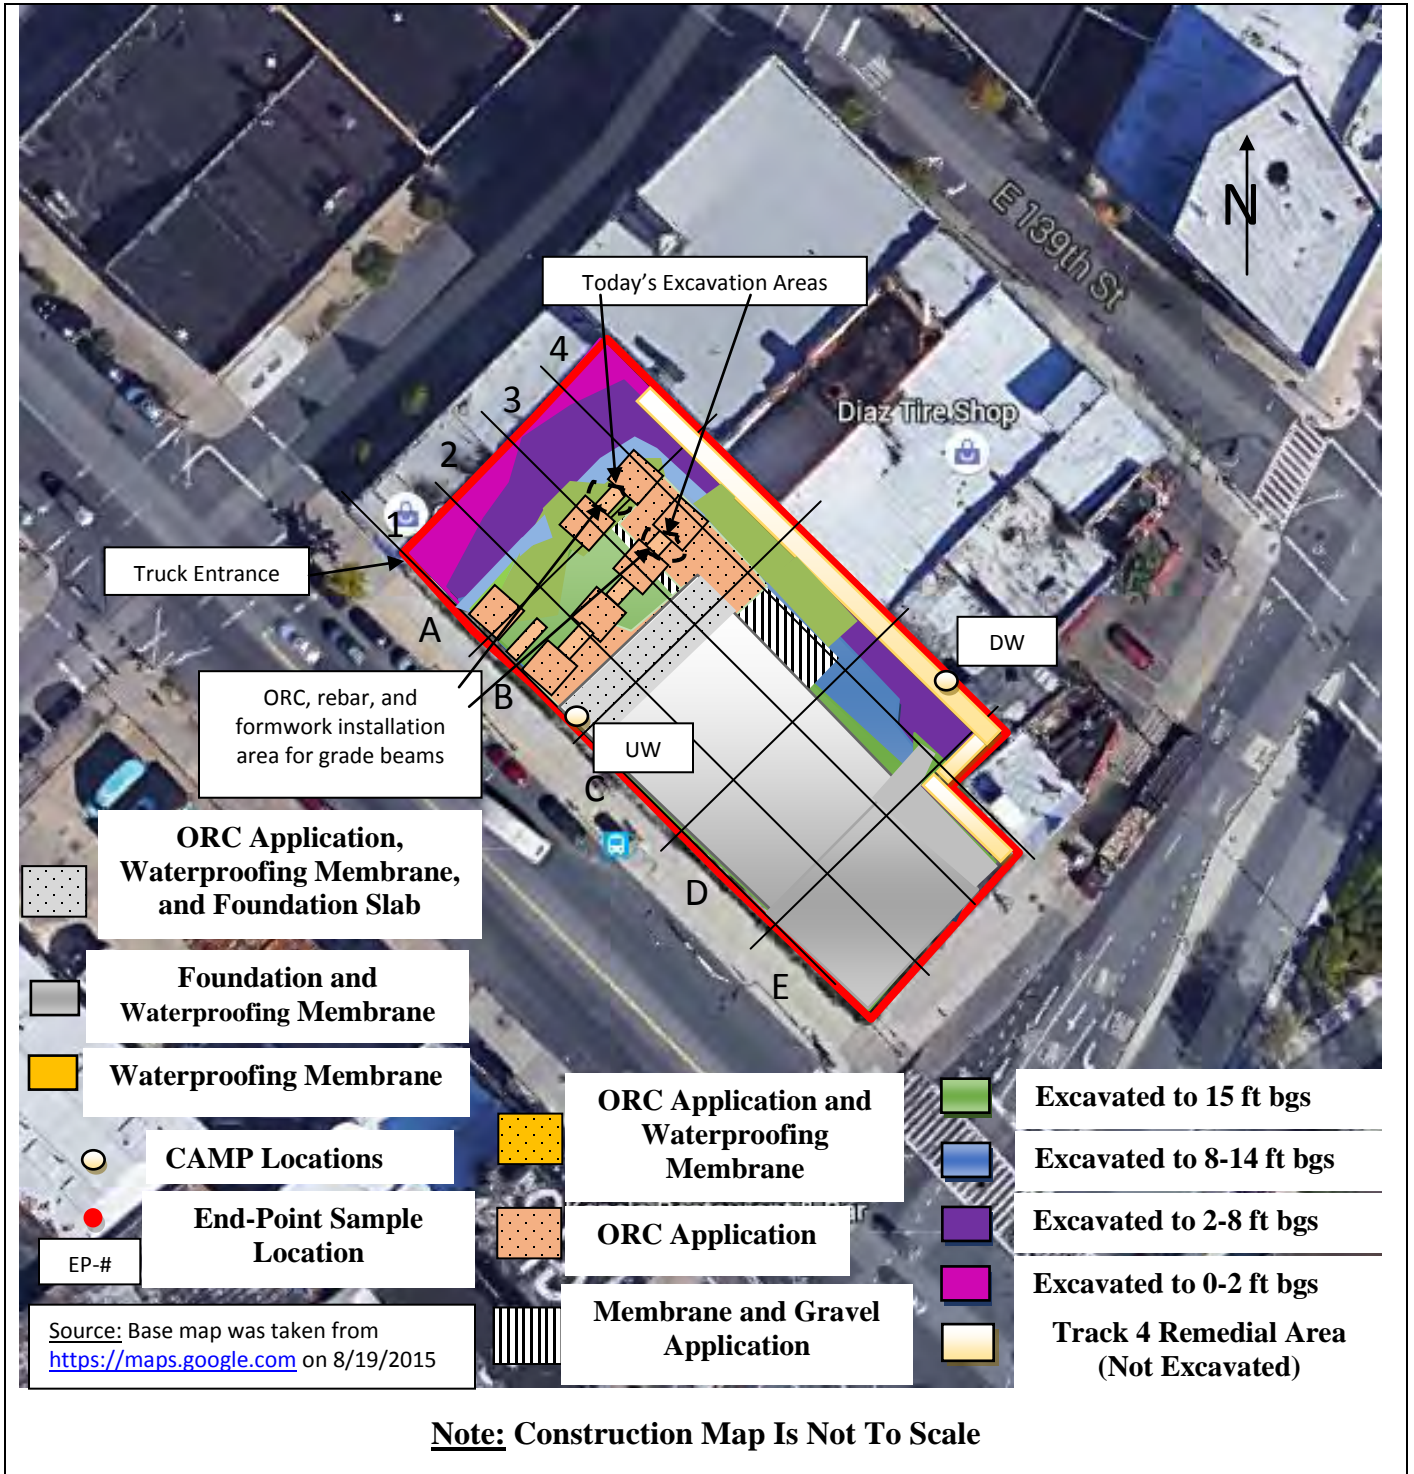 E 139th St
N
Today's Excavation Areas
4
3
2
1
Diaz Tire Shop
Truck Entrance
A
B
C
D
E
DW
UW
ORC, rebar, and
formwork installation
area for grade beams
ORC Application,
Waterproofing Membrane,
and Foundation Slab
Foundation and
Waterproofing Membrane
Waterproofing Membrane
CAMP Locations
End-Point Sample
Location
EP-#
Source: Base map was taken from
https://maps.google.com on 8/19/2015
ORC Application and
Waterproofing
Membrane
ORC Application
Membrane and Gravel
Application
Excavated to 15 ft bgs
Excavated to 8-14 ft bgs
Excavated to 2-8 ft bgs
Excavated to 0-2 ft bgs
Track 4 Remedial Area
(Not Excavated)
Note: Construction Map Is Not To Scale